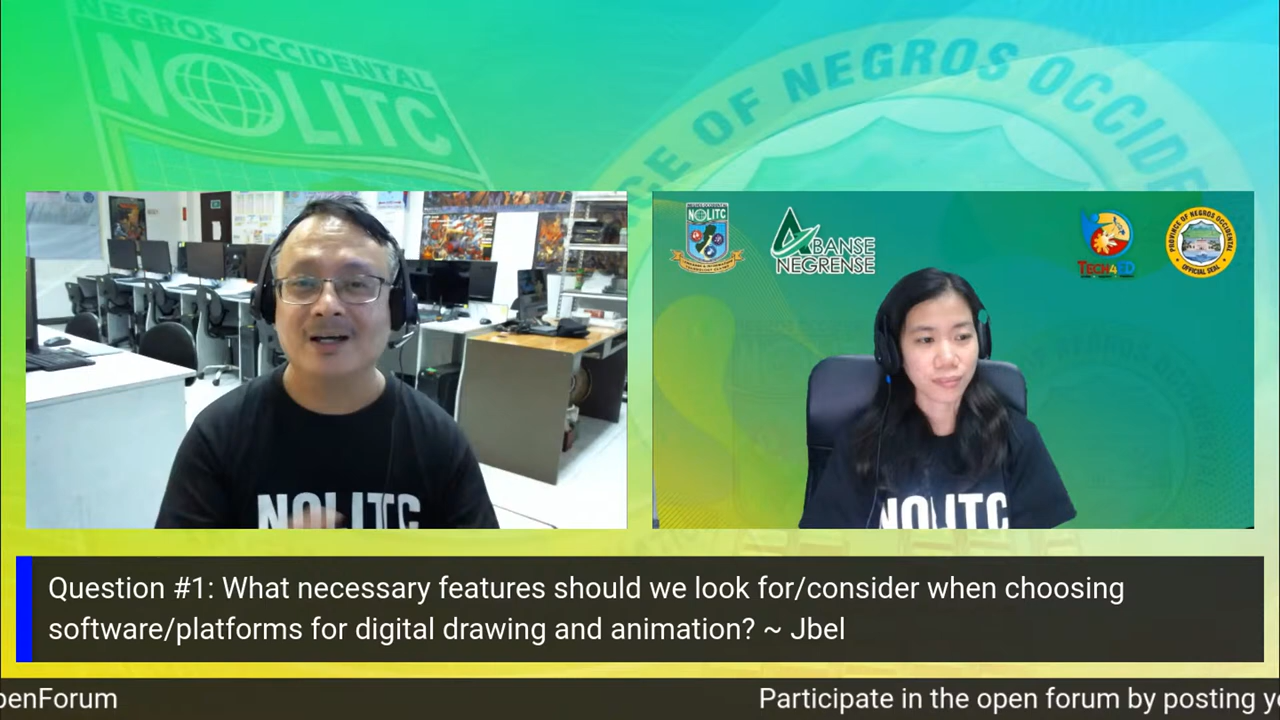 NEGROS OCCIDENTAL
NOLITC
CE OF NEGROS OCCIDE
NOLITC
ABANSE
NEGRENSE
TECH4ED
PROVINCE OF NEGROS OCCIDENTAL
OFFICIAL SEAL
NOLITC
NOLITC
Question #1: What necessary features should we look for/consider when choosing
software/platforms for digital drawing and animation? ~ Jbel
penForum
Participate in the open forum by posting yo